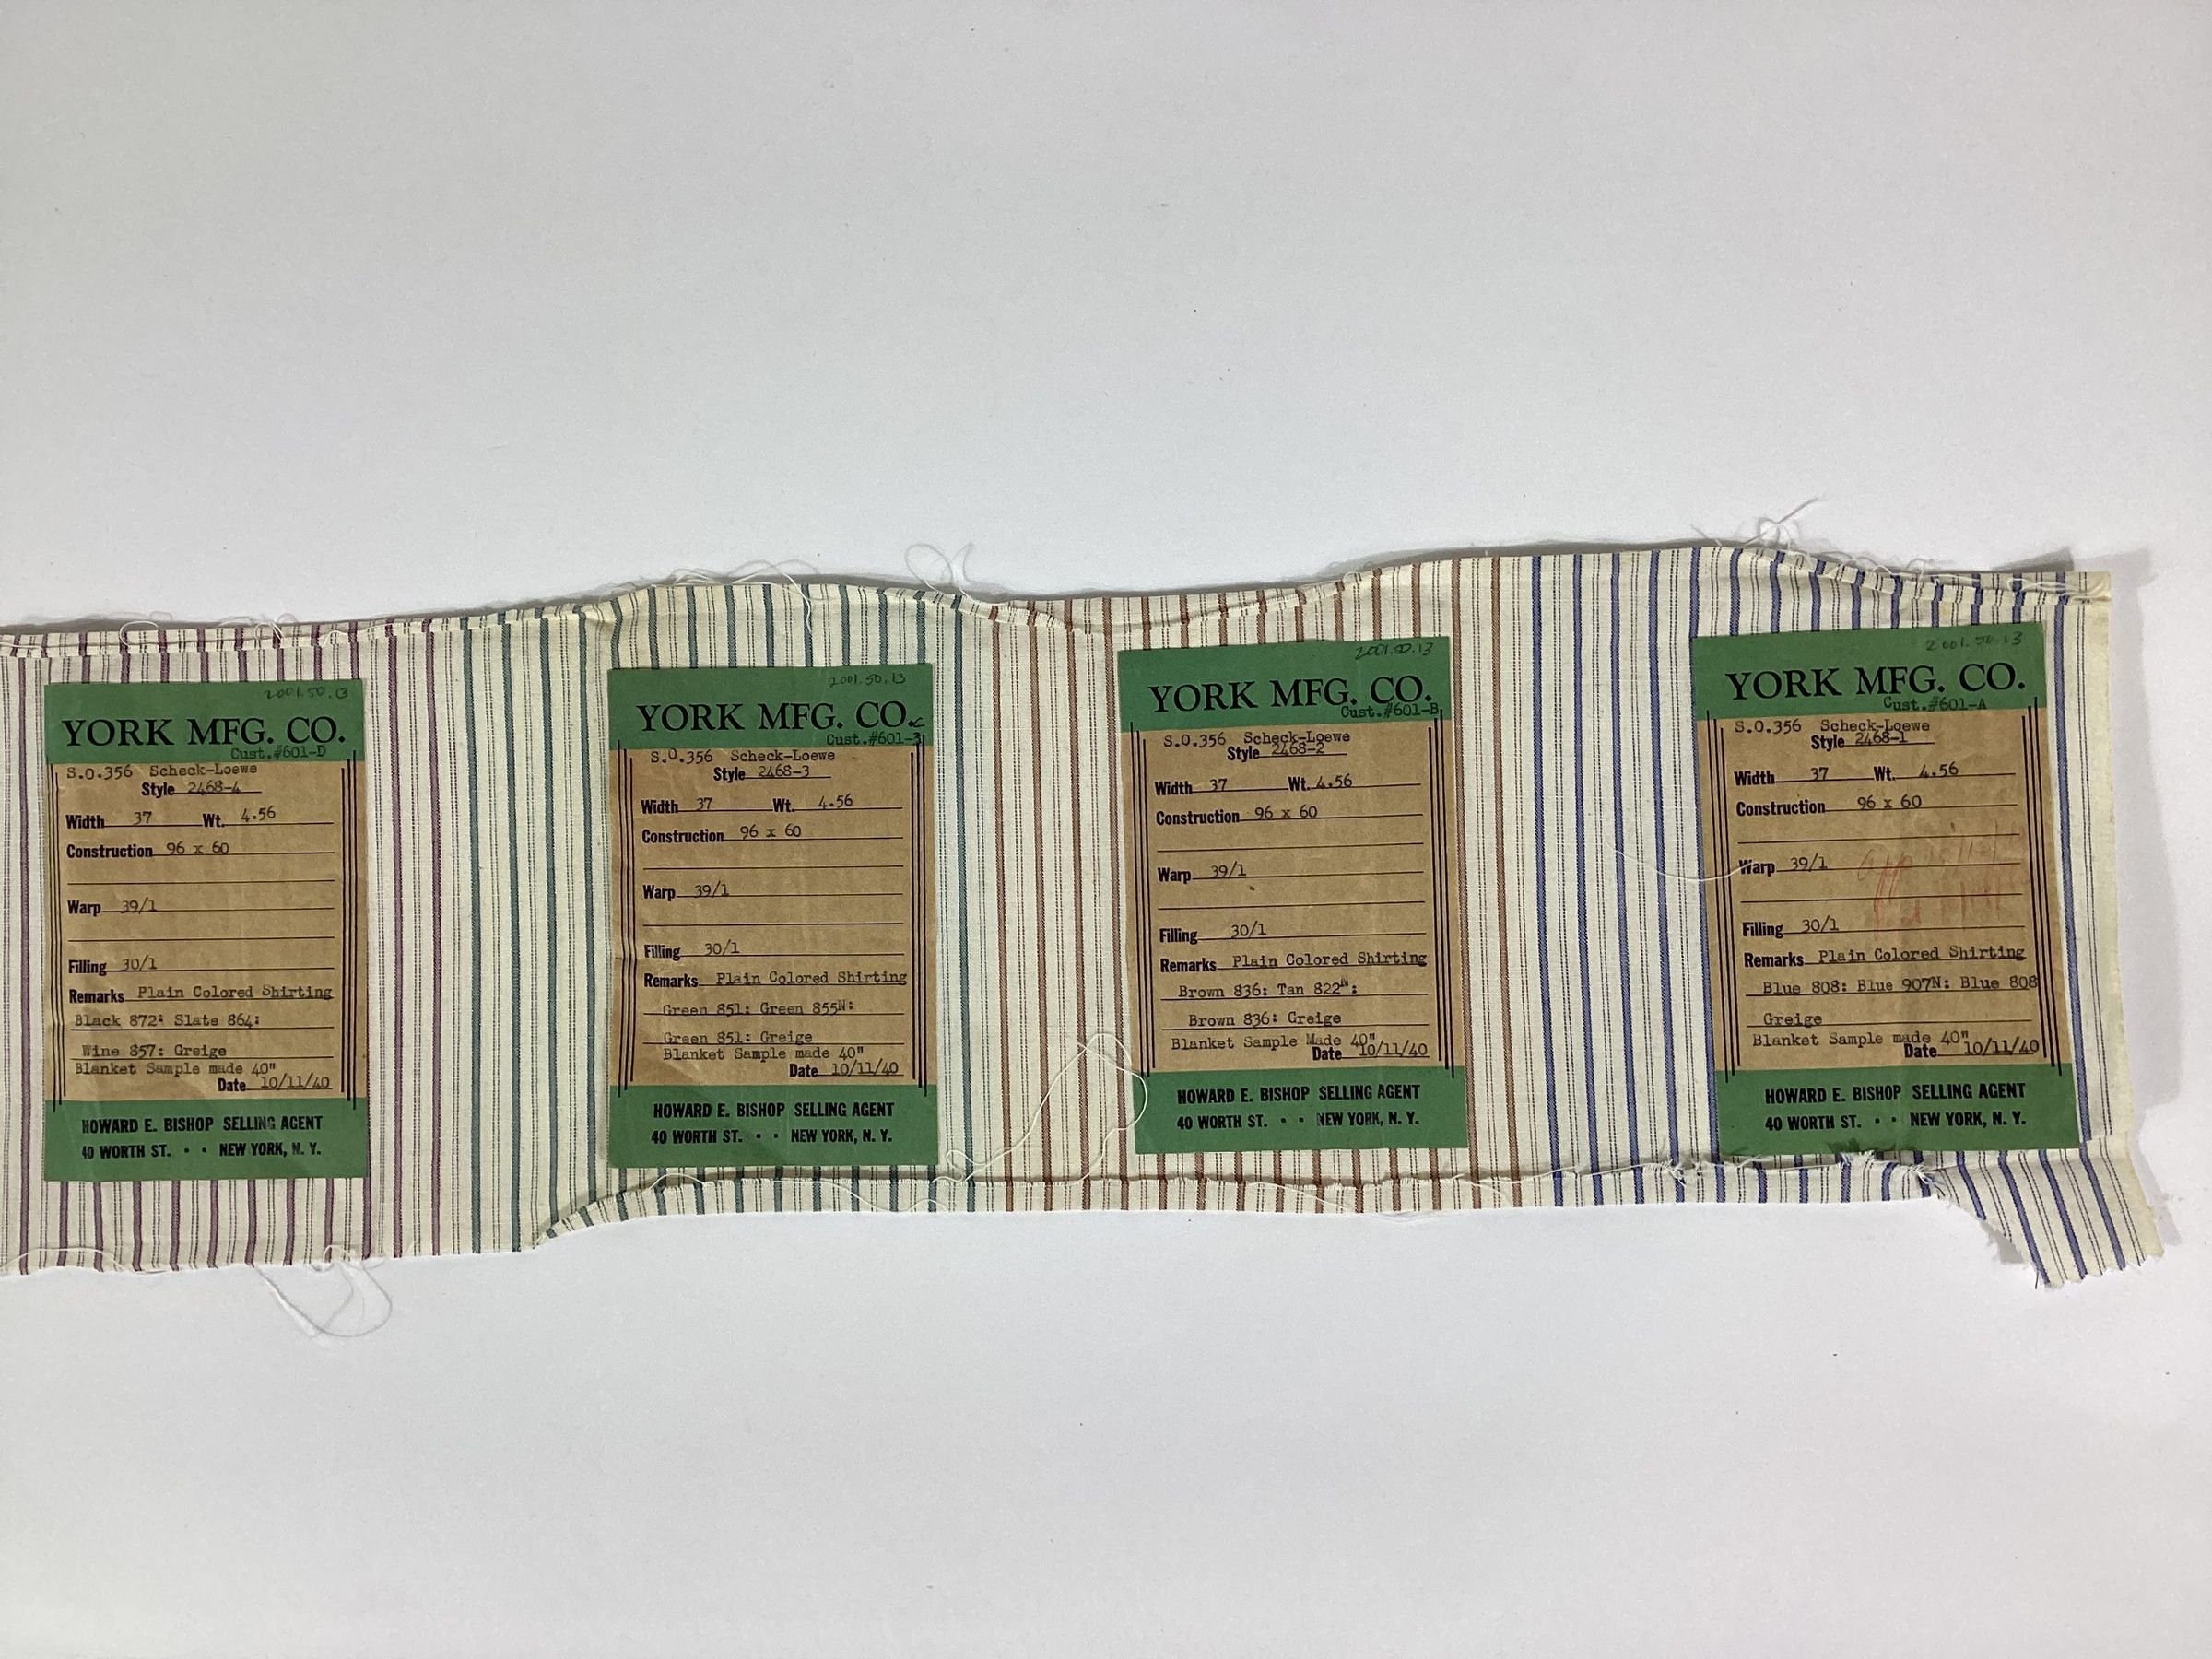 2001.50.13
YORK MFG. CO.
Cust.#601-D
S.O.356 Scheck-Loewe
Style 2468-4
Width 37 Wt. 4.56
Construction 96 x 60
Warp 39/1
Filling 30/1
Remarks Plain Colored Shirting
Black 872: Slate 864:
Wine 857: Greige
Blanket Sample made 40"
Date 10/11/40
HOWARD E. BISHOP SELLING AGENT
40 WORTH ST. · · NEW YORK, N. Y.
2001.50.13
YORK MFG. CO.
Cust.#601-3
S.O.356 Scheck-Loewe
Style 2468-3
Width 37 Wt. 4.56
Construction 96 x 60
Warp 39/1
Filling 30/1
Remarks Plain Colored Shirting
Green 851: Green 855N:
Green 851: Greige
Blanket Sample made 40"
Date 10/11/40
HOWARD E. BISHOP SELLING AGENT
40 WORTH ST. · · NEW YORK, N. Y.
2001.50.13
YORK MFG. CO.
Cust.#601-B
S.O.356 Scheck-Loewe
Style 2468-2
Width 37 Wt. 4.56
Construction 96 x 60
Warp 39/1
Filling 30/1
Remarks Plain Colored Shirting
Brown 836: Tan 822N:
Brown 836: Greige
Blanket Sample Made 40"
Date 10/11/40
HOWARD E. BISHOP SELLING AGENT
40 WORTH ST. · · NEW YORK, N. Y.
2001.50.13
YORK MFG. CO.
Cust.#601-A
S.O.356 Scheck-Loewe
Style 2468-1
Width 37 Wt. 4.56
Construction 96 x 60
Warp 39/1
Filling 30/1
Remarks Plain Colored Shirting
Blue 808: Blue 907N: Blue 808
Greige
Blanket Sample made 40"
Date 10/11/40
HOWARD E. BISHOP SELLING AGENT
40 WORTH ST. · · NEW YORK, N. Y.